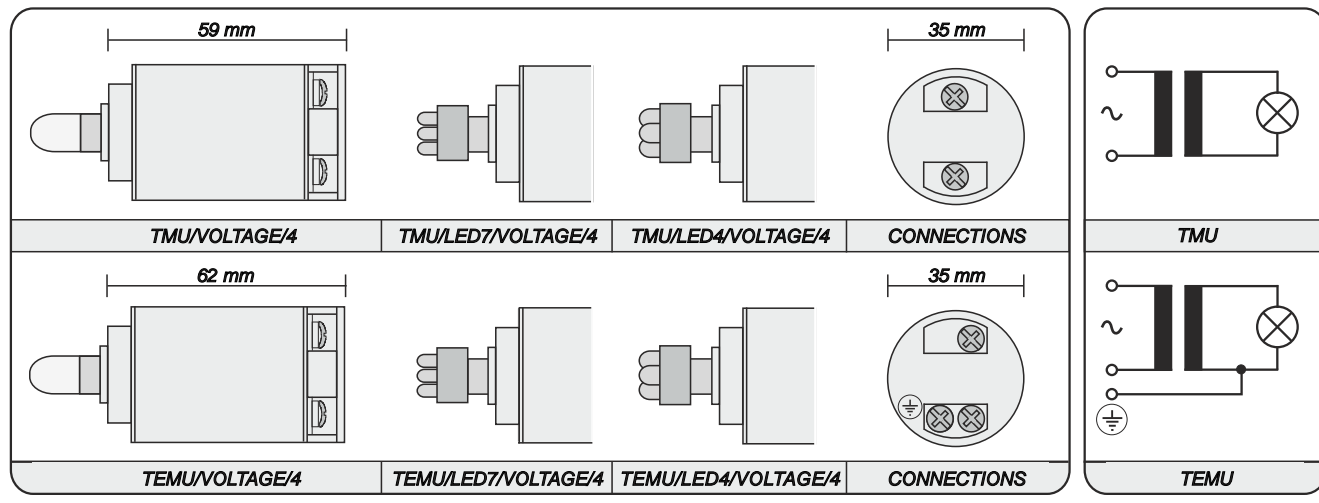 59 mm
35 mm
TMU/VOLTAGE/4
TMU/LED7/VOLTAGE/4
TMU/LED4/VOLTAGE/4
CONNECTIONS
TMU
62 mm
35 mm
TEMU/VOLTAGE/4
TEMU/LED7/VOLTAGE/4
TEMU/LED4/VOLTAGE/4
CONNECTIONS
TEMU